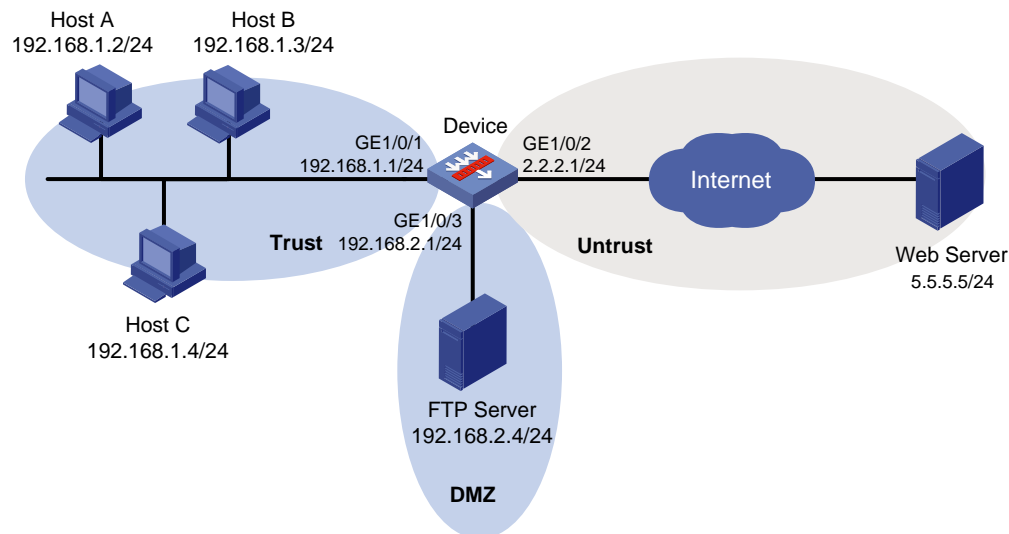 Host A
192.168.1.2/24
Host B
192.168.1.3/24
Device
GE1/0/1
192.168.1.1/24
GE1/0/2
2.2.2.1/24
Internet
GE1/0/3
192.168.2.1/24
Trust
Untrust
Web Server
5.5.5.5/24
Host C
192.168.1.4/24
FTP Server
192.168.2.4/24
DMZ